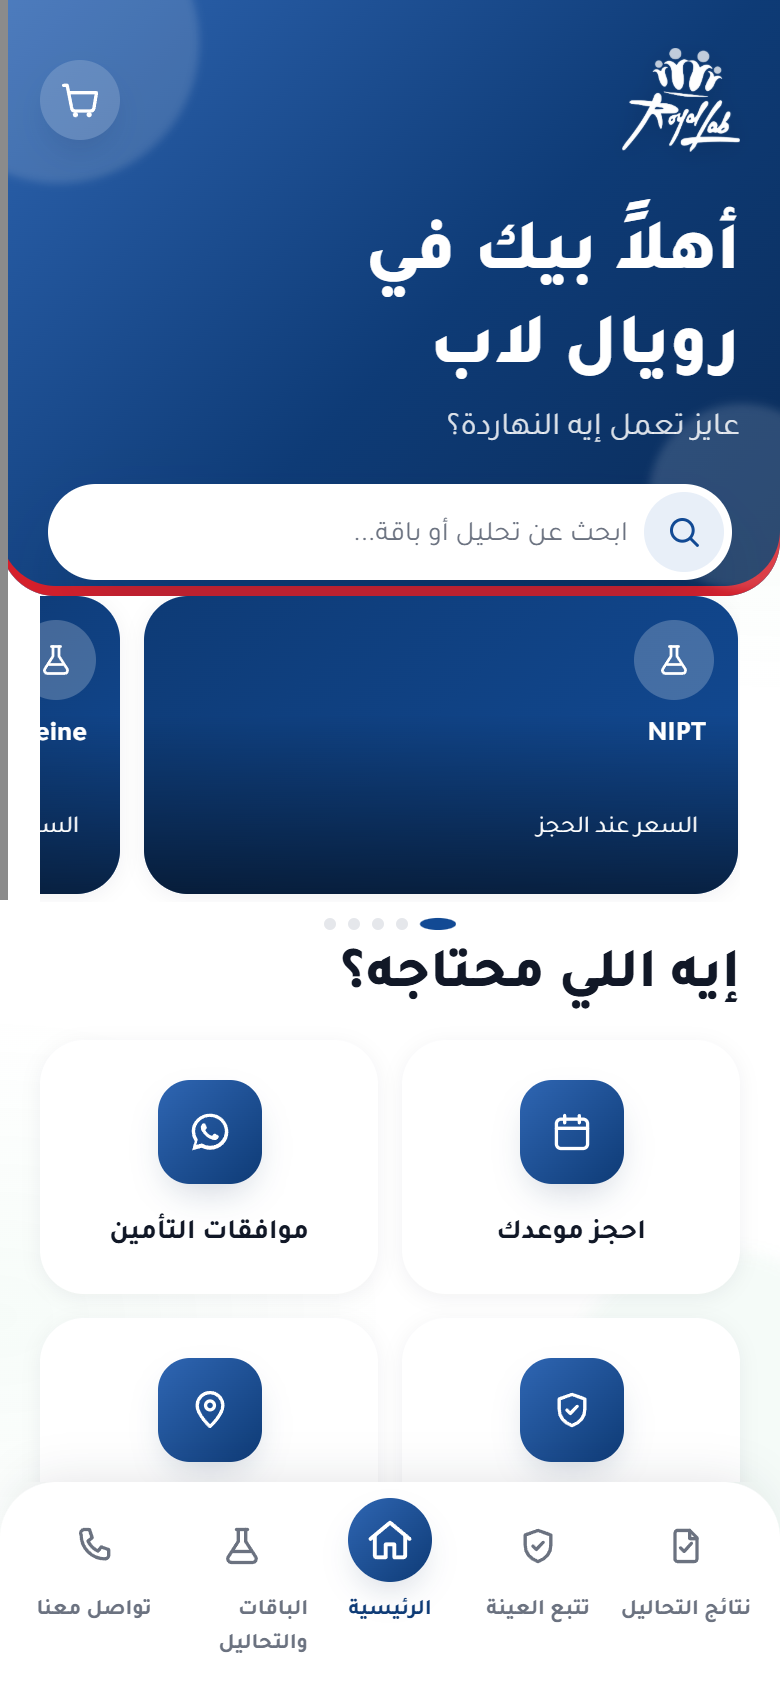 Royal lab
أهلاً بيك في
رويال لاب
عايز تعمل إيه النهاردة؟
ابحث عن تحليل أو باقة...
NIPT
السعر عند الحجز
eine
الس
إيه اللي محتاجه؟
احجز موعدك
موافقات التأمين
نتائج التحاليل
تتبع العينة
الرئيسية
الباقات
والتحاليل
تواصل معنا